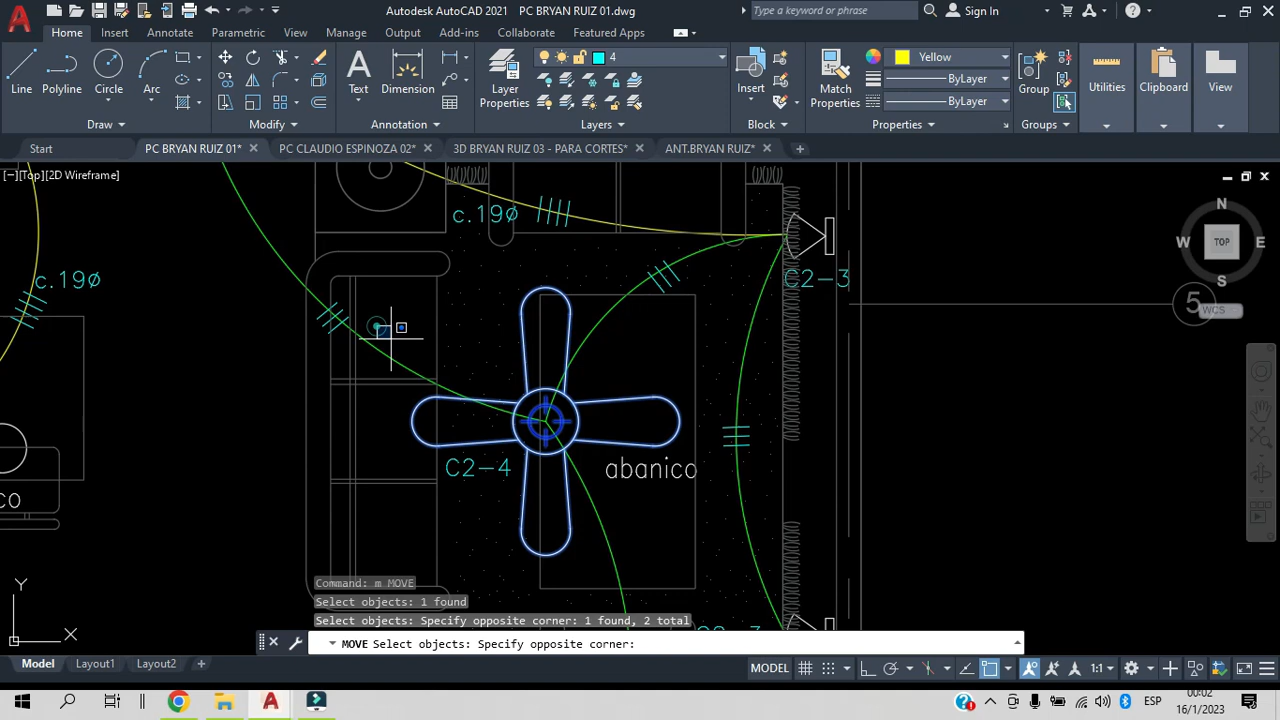 Autodesk AutoCAD 2021 PC BRYAN RUIZ 01.dwg
Type a keyword or phrase
Sign In
Home Insert Annotate Parametric View Manage Output Add-ins Collaborate Featured Apps
Line Polyline Circle Arc
Text Dimension
Layer Properties
4
Insert
Match Properties
Yellow
ByLayer
ByLayer
Group
Utilities
Clipboard
View
Draw Modify Annotation Layers Block Properties Groups
Start PC BRYAN RUIZ 01* PC CLAUDIO ESPINOZA 02* 3D BRYAN RUIZ 03 - PARA CORTES* ANT.BRYAN RUIZ*
[−][Top][2D Wireframe]
N
W TOP E
S
WCS
5
c.19ø
c.19ø
C2-3
C2-4
abanico
CO
Y
X
Command: m MOVE
Select objects: 1 found
Select objects: Specify opposite corner: 1 found, 2 total
MOVE Select objects: Specify opposite corner:
Model Layout1 Layout2
MODEL
1:1
ESP
00:02
16/1/2023